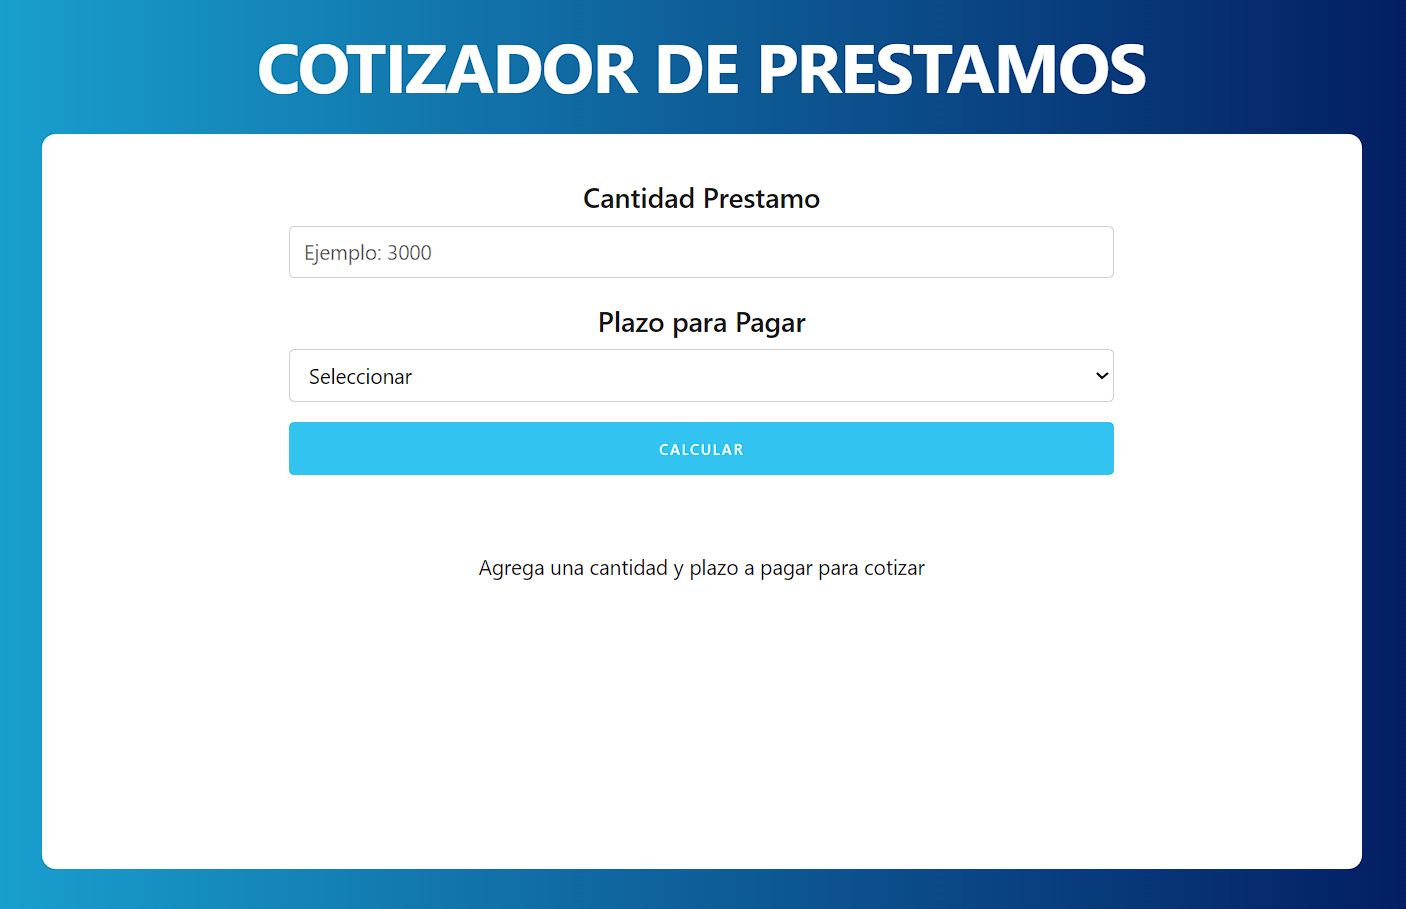 COTIZADOR DE PRESTAMOS
Cantidad Prestamo
Ejemplo: 3000
Plazo para Pagar
Seleccionar
CALCULAR
Agrega una cantidad y plazo a pagar para cotizar